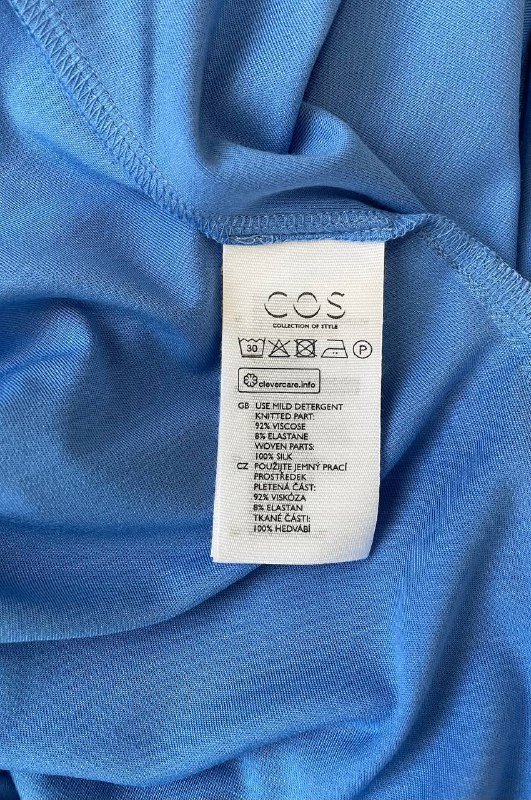 COS
COLLECTION OF STYLE
30 P
clevercare.info
GB USE MILD DETERGENT
KNITTED PART:
92% VISCOSE
8% ELASTANE
WOVEN PARTS:
100% SILK
CZ POUŽIJTE JEMNÝ PRACÍ
PROSTŘEDEK
PLETENÁ ČÁST:
92% VISKÓZA
8% ELASTAN
TKANÉ ČÁSTI:
100% HEDVÁBÍ